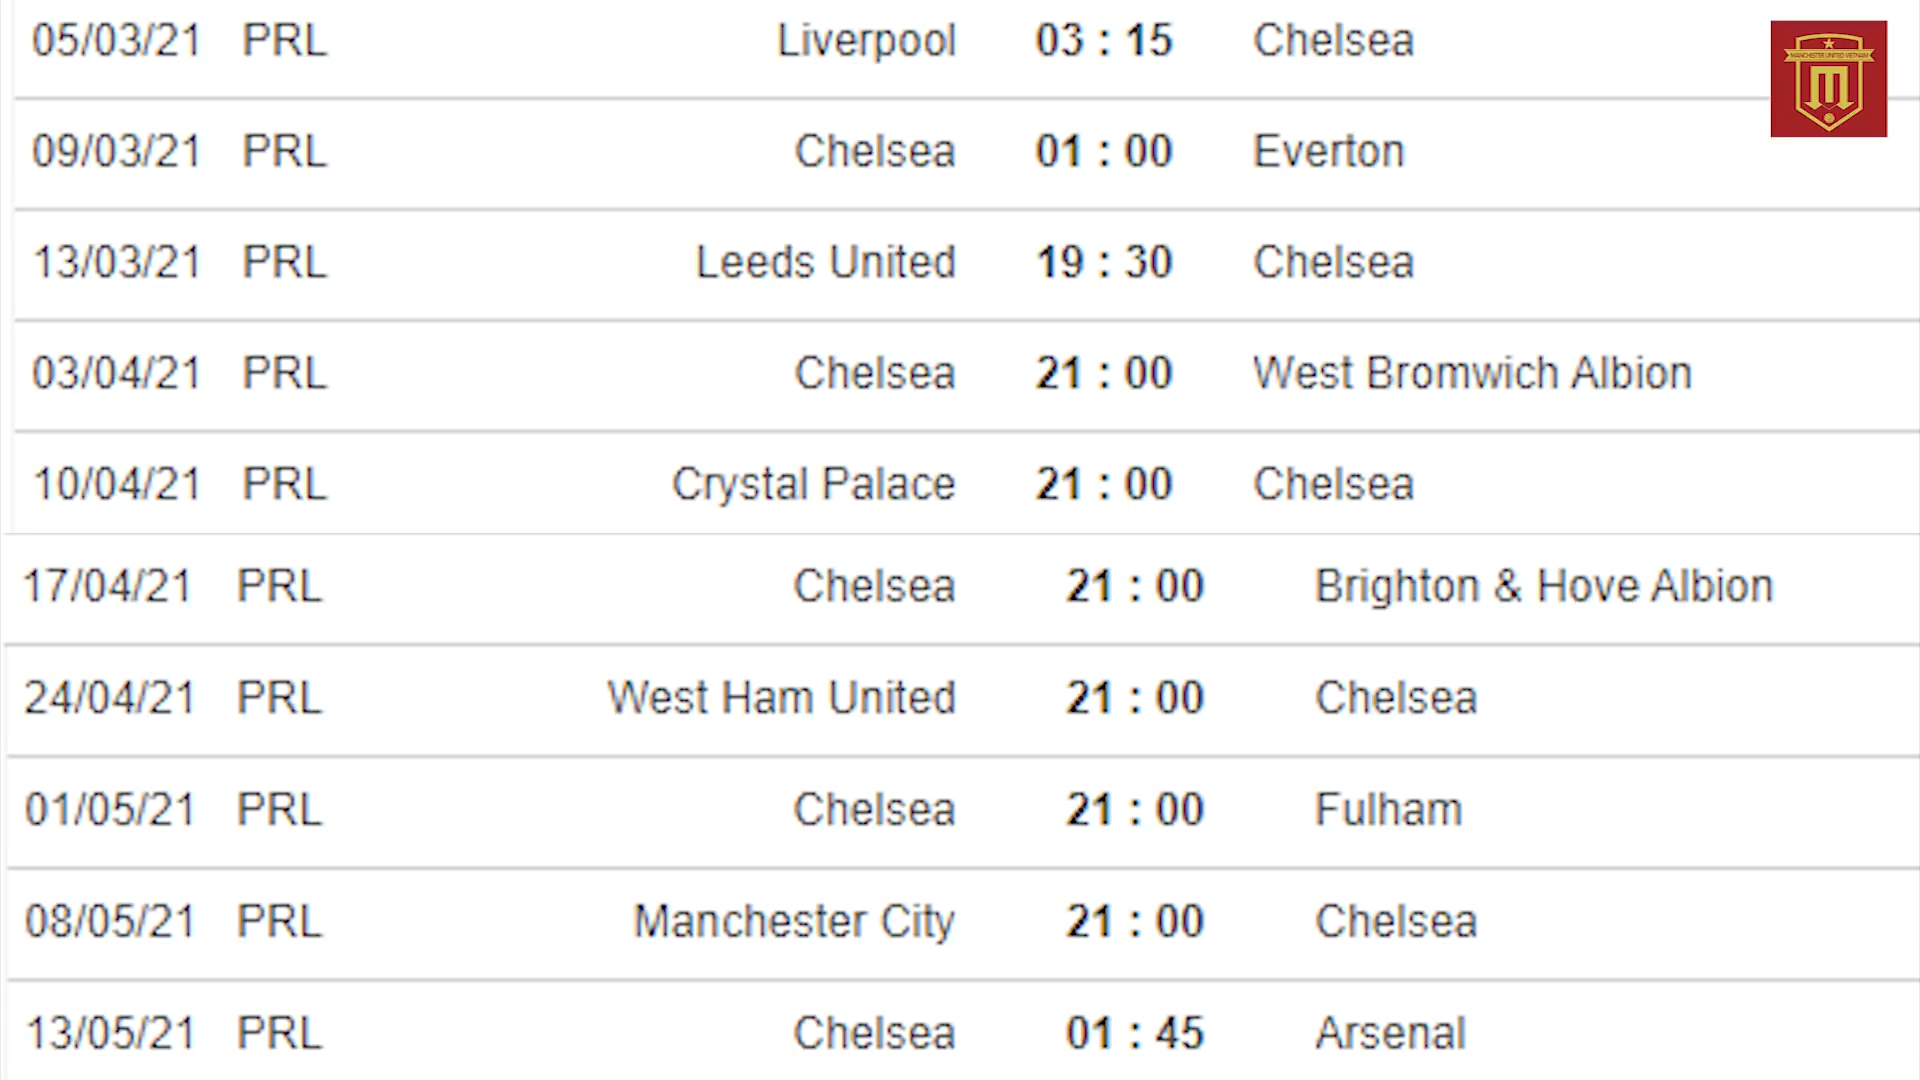 05/03/21 PRL Liverpool 03 : 15 Chelsea
MANCHESTER UNITED VIETNAM
09/03/21 PRL Chelsea 01 : 00 Everton
13/03/21 PRL Leeds United 19 : 30 Chelsea
03/04/21 PRL Chelsea 21 : 00 West Bromwich Albion
10/04/21 PRL Crystal Palace 21 : 00 Chelsea
17/04/21 PRL Chelsea 21 : 00 Brighton & Hove Albion
24/04/21 PRL West Ham United 21 : 00 Chelsea
01/05/21 PRL Chelsea 21 : 00 Fulham
08/05/21 PRL Manchester City 21 : 00 Chelsea
13/05/21 PRL Chelsea 01 : 45 Arsenal